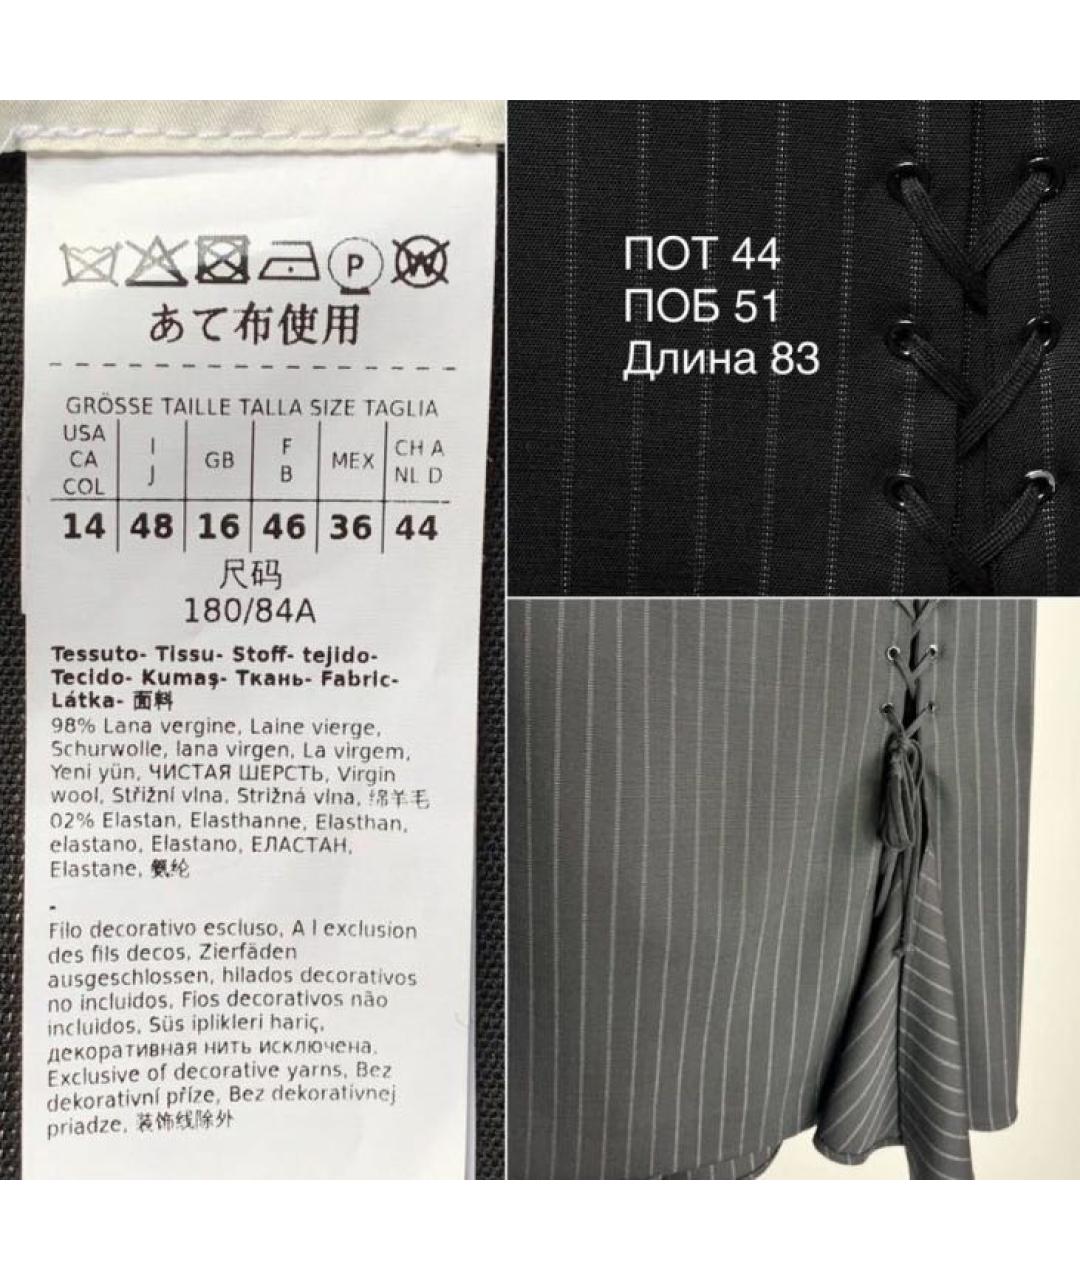 P W
あて布使用
GRÖSSE TAILLE TALLA SIZE TAGLIA
USA CA COL | I J | GB | F B | MEX | CH A NL D
14 | 48 | 16 | 46 | 36 | 44
尺码
180/84A
Tessuto- Tissu- Stoff- tejido-
Tecido- Kumaş- Ткань- Fabric-
Látka- 面料
98% Lana vergine, Laine vierge,
Schurwolle, lana virgen, La virgem,
Yeni yün, ЧИСТАЯ ШЕРСТЬ, Virgin
wool, Střižní vlna, Strižná vlna, 绵羊毛
02% Elastan, Elasthanne, Elasthan,
elastano, Elastano, ЕЛАСТАН,
Elastane, 氨纶
-
Filo decorativo escluso, A l exclusion
des fils decos, Zierfäden
ausgeschlossen, hilados decorativos
no incluidos, Fios decorativos não
incluidos, Süs iplikleri hariç,
декоративная нить исключена.
Exclusive of decorative yarns, Bez
dekorativní příze, Bez dekorativnej
priadze, 装饰线除外
ПОТ 44
ПОБ 51
Длина 83